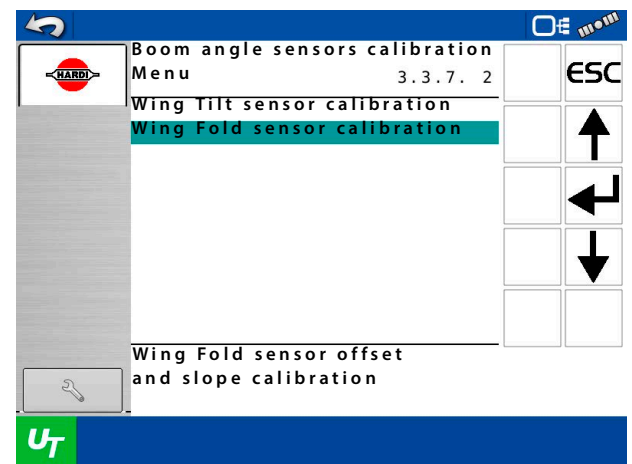 Boom angle sensors calibration
HARDI
Menu 3.3.7. 2
ESC
Wing Tilt sensor calibration
Wing Fold sensor calibration
Wing Fold sensor offset
and slope calibration
UT